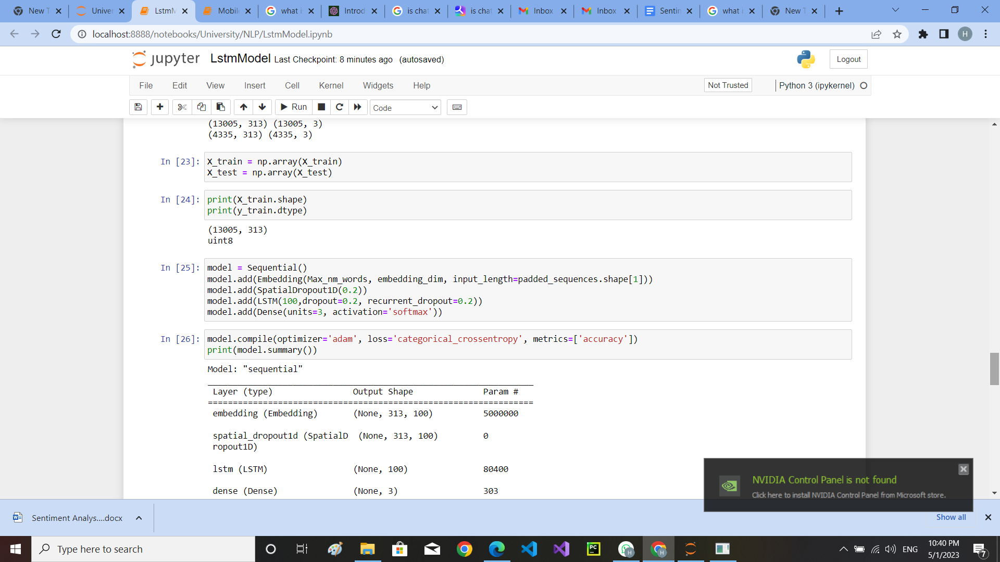 New T
Univer
LstmM
Mobile
what i
Introd
is chat
is chat
Inbox
Inbox
Sentin
what i
New T
localhost:8888/notebooks/University/NLP/LstmModel.ipynb
H
jupyter LstmModel Last Checkpoint: 8 minutes ago (autosaved)
Logout
File Edit View Insert Cell Kernel Widgets Help
Not Trusted
Python 3 (ipykernel)
Run
Code
(13005, 313) (13005, 3)
(4335, 313) (4335, 3)
In [23]: X_train = np.array(X_train)
X_test = np.array(X_test)
In [24]: print(X_train.shape)
print(y_train.dtype)
(13005, 313)
uint8
In [25]: model = Sequential()
model.add(Embedding(Max_nm_words, embedding_dim, input_length=padded_sequences.shape[1]))
model.add(SpatialDropout1D(0.2))
model.add(LSTM(100,dropout=0.2, recurrent_dropout=0.2))
model.add(Dense(units=3, activation='softmax'))
In [26]: model.compile(optimizer='adam', loss='categorical_crossentropy', metrics=['accuracy'])
print(model.summary())
Model: "sequential"
_________________________________________________________________
Layer (type) Output Shape Param #
=================================================================
embedding (Embedding) (None, 313, 100) 5000000
spatial_dropout1d (SpatialD (None, 313, 100) 0
ropout1D)
lstm (LSTM) (None, 100) 80400
dense (Dense) (None, 3) 303
NVIDIA Control Panel is not found
Click here to install NVIDIA Control Panel from Microsoft store.
Sentiment Analys....docx
Show all
Type here to search
PC
H
H
ENG
10:40 PM
5/1/2023
7